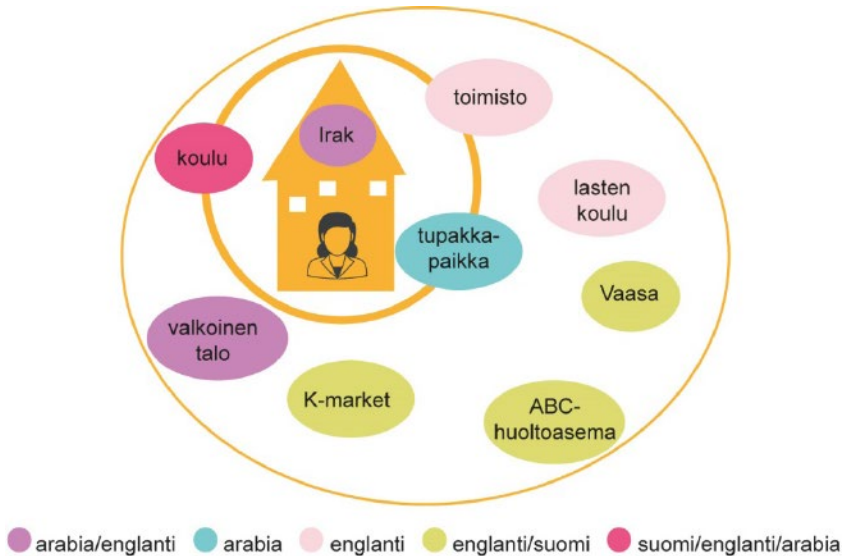 toimisto
Irak
koulu
lasten
koulu
tupakka-
paikka
Vaasa
valkoinen
talo
K-market
ABC-
huoltoasema
arabia/englanti
arabia
englanti
englanti/suomi
suomi/englanti/arabia